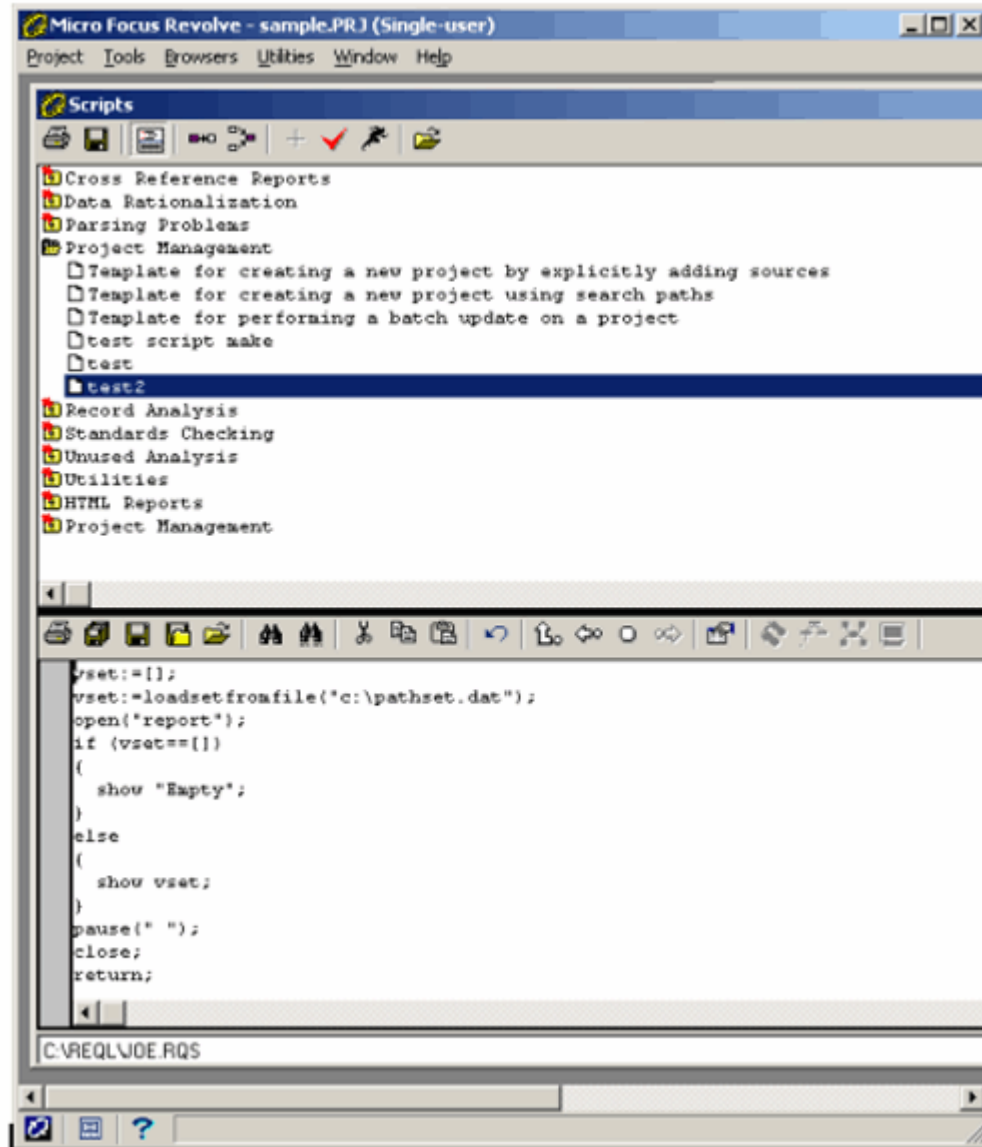 Micro Focus Revolve - sample.PRJ (Single-user)
Project Tools Browsers Utilities Window Help
Scripts
Cross Reference Reports
Data Rationalization
Parsing Problems
Project Management
Template for creating a new project by explicitly adding sources
Template for creating a new project using search paths
Template for performing a batch update on a project
test script make
test
test2
Record Analysis
Standards Checking
Unused Analysis
Utilities
HTML Reports
Project Management
vset:=[];
vset:=loadsetfromfile("c:\pathset.dat");
open("report");
if (vset==[])
{
show "Empty";
}
else
{
show vset;
}
pause(" ");
close;
return;
C:\REQL\JOE.RQS